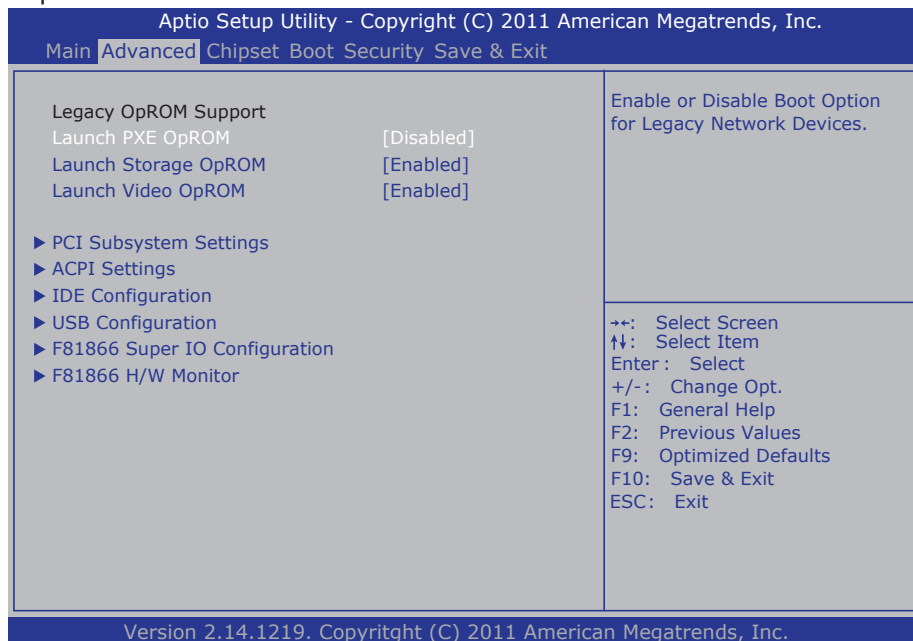 Aptio Setup Utility - Copyright (C) 2011 American Megatrends, Inc.
Main Advanced Chipset Boot Security Save & Exit
Legacy OpROM Support
Launch PXE OpROM [Disabled]
Launch Storage OpROM [Enabled]
Launch Video OpROM [Enabled]
▶ PCI Subsystem Settings
▶ ACPI Settings
▶ IDE Configuration
▶ USB Configuration
▶ F81866 Super IO Configuration
▶ F81866 H/W Monitor
Enable or Disable Boot Option
for Legacy Network Devices.
→←: Select Screen
↑↓: Select Item
Enter : Select
+/-: Change Opt.
F1: General Help
F2: Previous Values
F9: Optimized Defaults
F10: Save & Exit
ESC: Exit
Version 2.14.1219. Copyritght (C) 2011 American Megatrends, Inc.